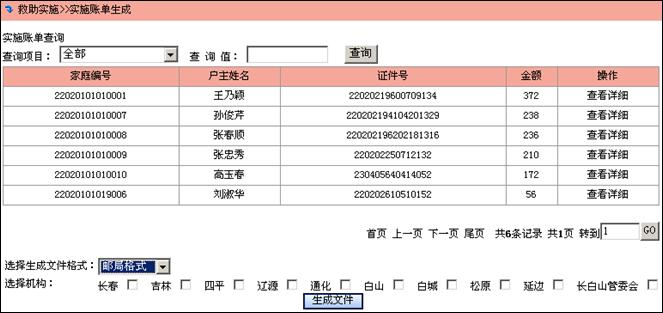 救助实施>>实施账单生成
实施账单查询
查询项目： 全部 查 询 值： 查询
家庭编号 户主姓名 证件号 金额 操作
22020101010001 王乃颖 22020219600709134 372 查看详细
22020101010007 孙俊芹 220202194104201329 238 查看详细
22020101010008 张春顺 220202196202181316 236 查看详细
22020101010009 张忠秀 220202250712132 210 查看详细
22020101010010 高玉春 230405640414052 172 查看详细
22020101019006 刘淑华 220202610510152 56 查看详细
首页 上一页 下一页 尾页 共6条记录 共1页 转到 1 GO
选择生成文件格式： 邮局格式
选择机构： 长春 吉林 四平 辽源 通化 白山 白城 松原 延边 长白山管委会
生成文件